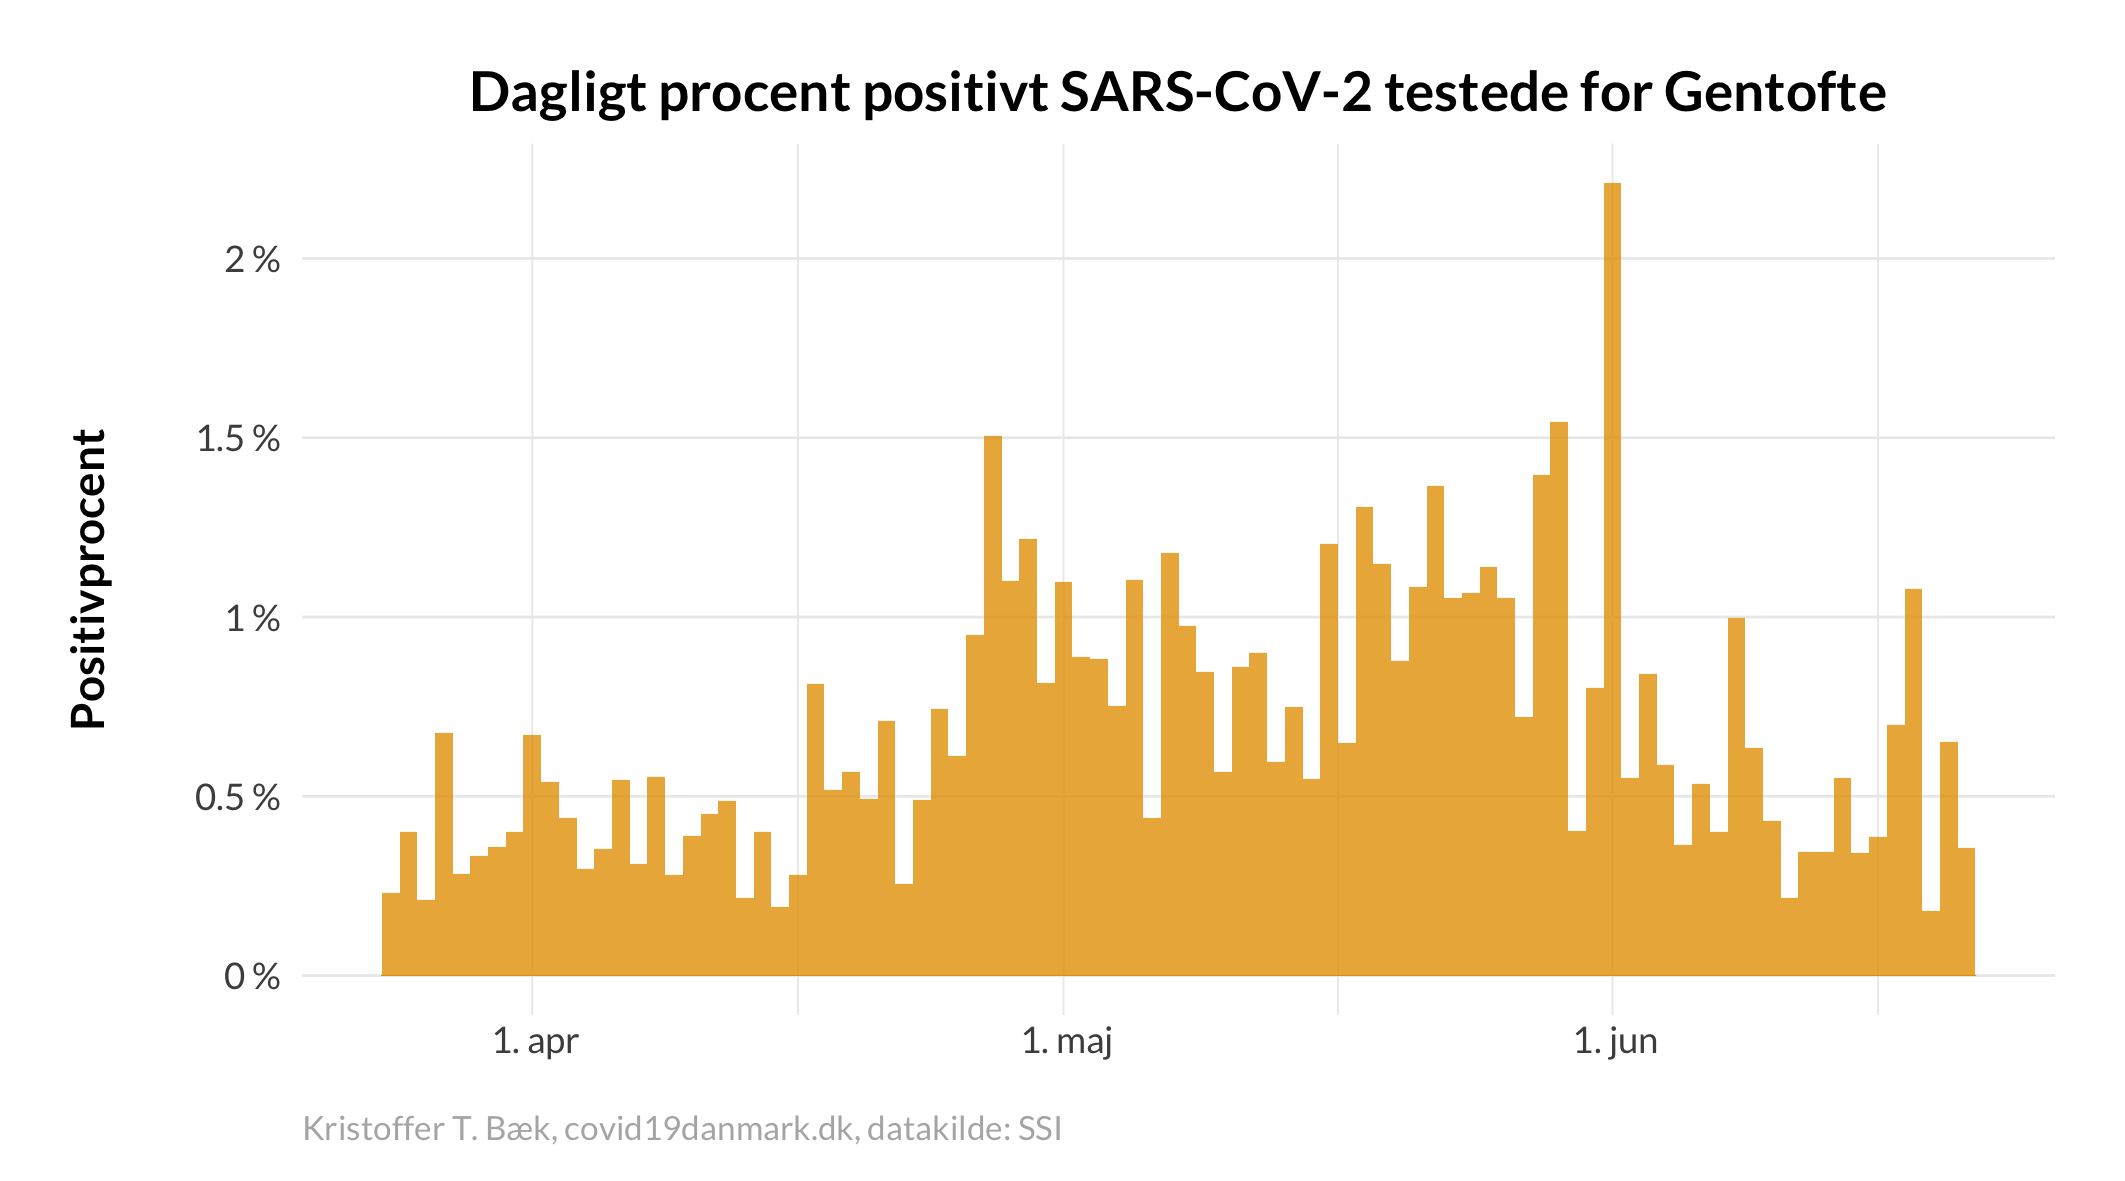 Dagligt procent positivt SARS-CoV-2 testede for Gentofte
Positivprocent
2 %
1.5 %
1 %
0.5 %
0 %
1. apr
1. maj
1. jun
Kristoffer T. Bæk, covid19danmark.dk, datakilde: SSI